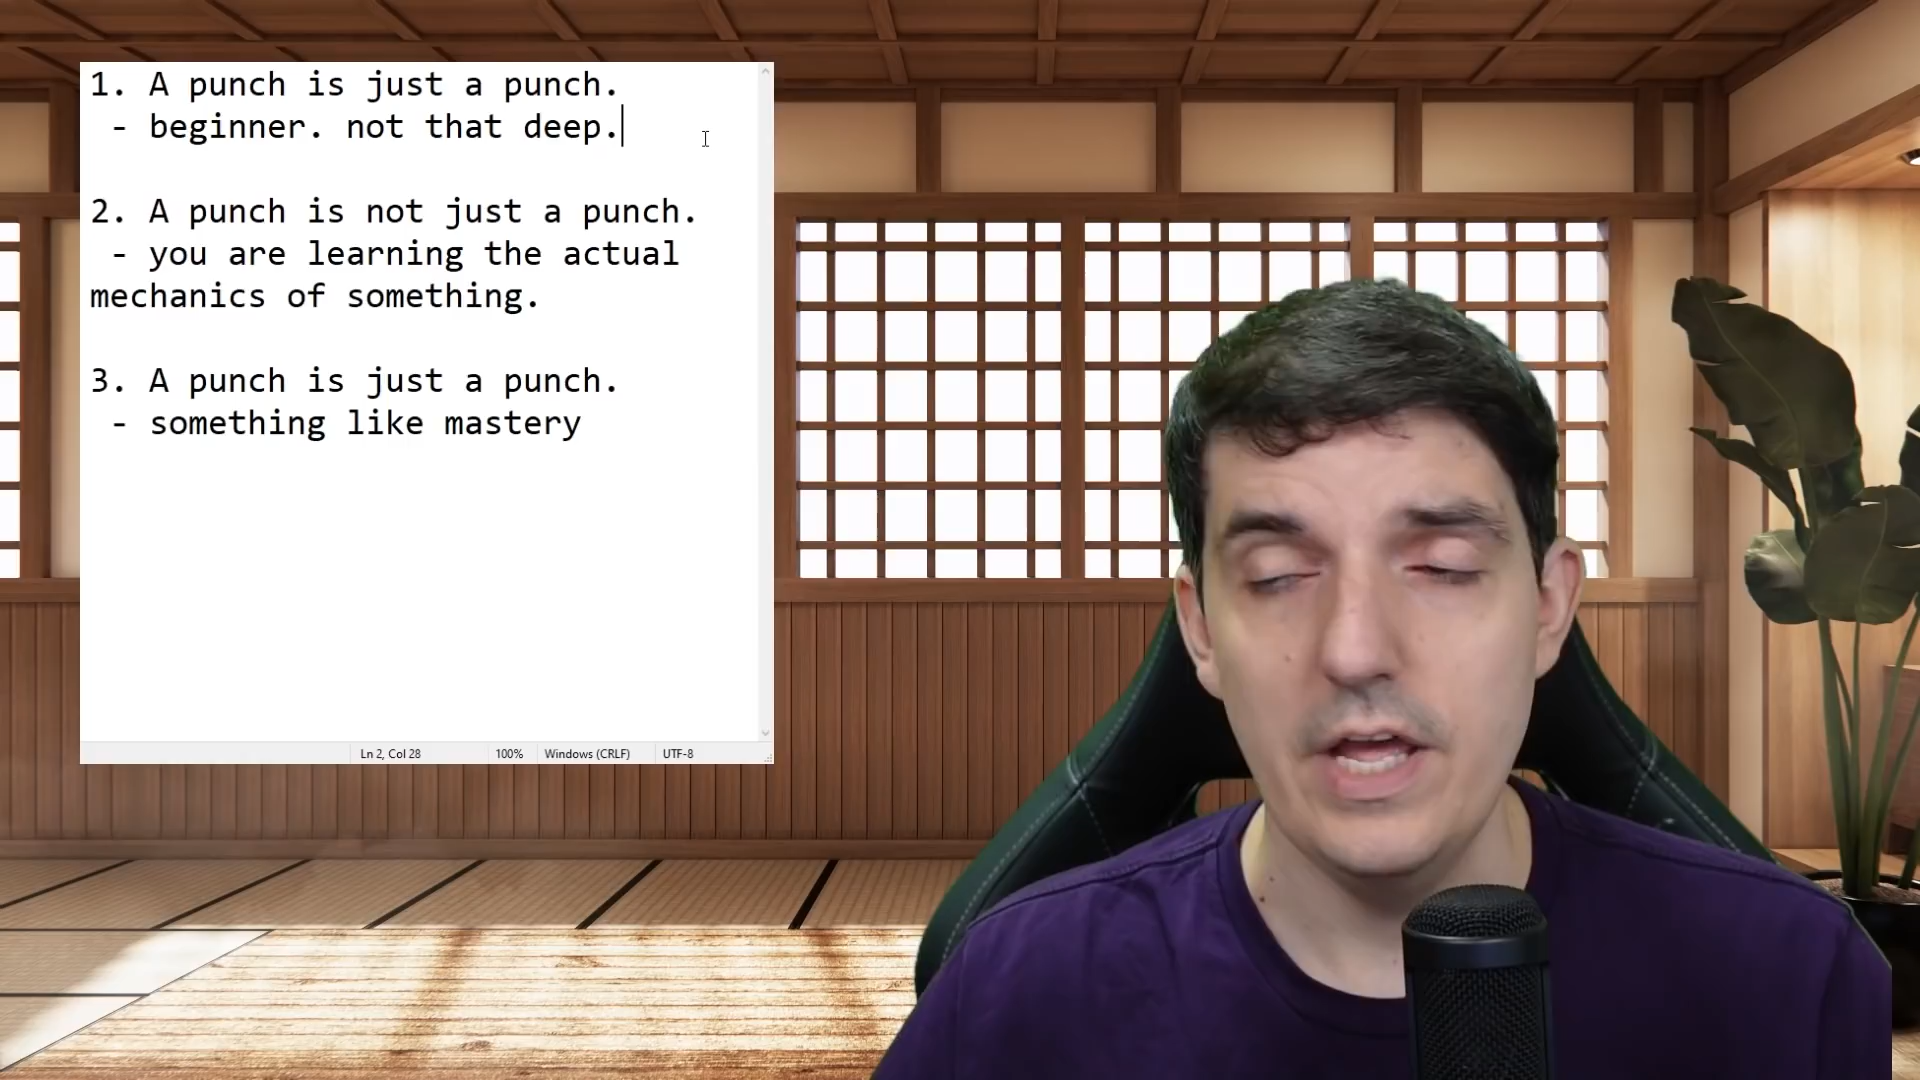 1. A punch is just a punch.
- beginner. not that deep.
2. A punch is not just a punch.
- you are learning the actual
mechanics of something.
3. A punch is just a punch.
- something like mastery
Ln 2, Col 28 100% Windows (CRLF) UTF-8